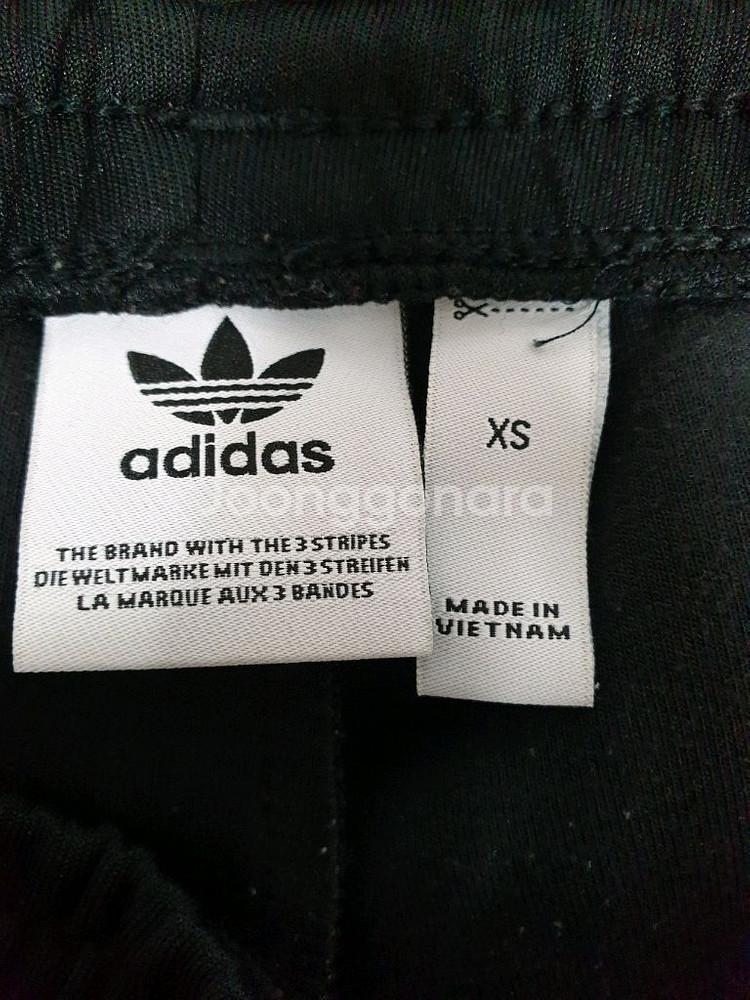 adidas
THE BRAND WITH THE 3 STRIPES
DIE WELTMARKE MIT DEN 3 STREIFEN
LA MARQUE AUX 3 BANDES
XS
MADE IN
VIETNAM
Joonggonara